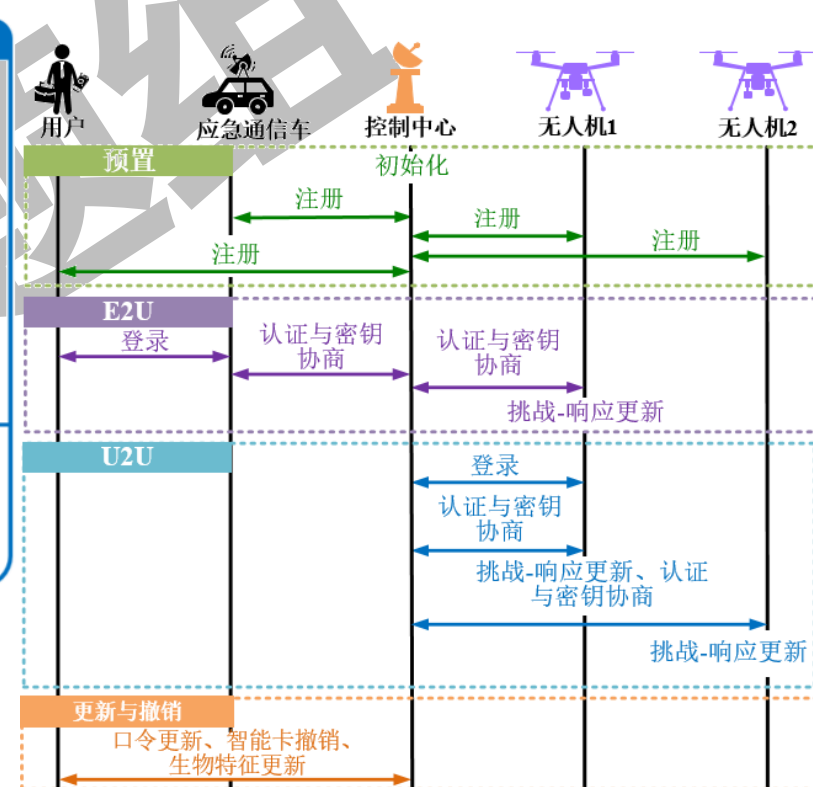 用户
应急通信车
控制中心
无人机1
无人机2
预置
初始化
注册
注册
注册
注册
E2U
登录
认证与密钥
协商
认证与密钥
协商
挑战-响应更新
U2U
登录
认证与密钥
协商
挑战-响应更新、认证
与密钥协商
挑战-响应更新
更新与撤销
口令更新、智能卡撤销、
生物特征更新